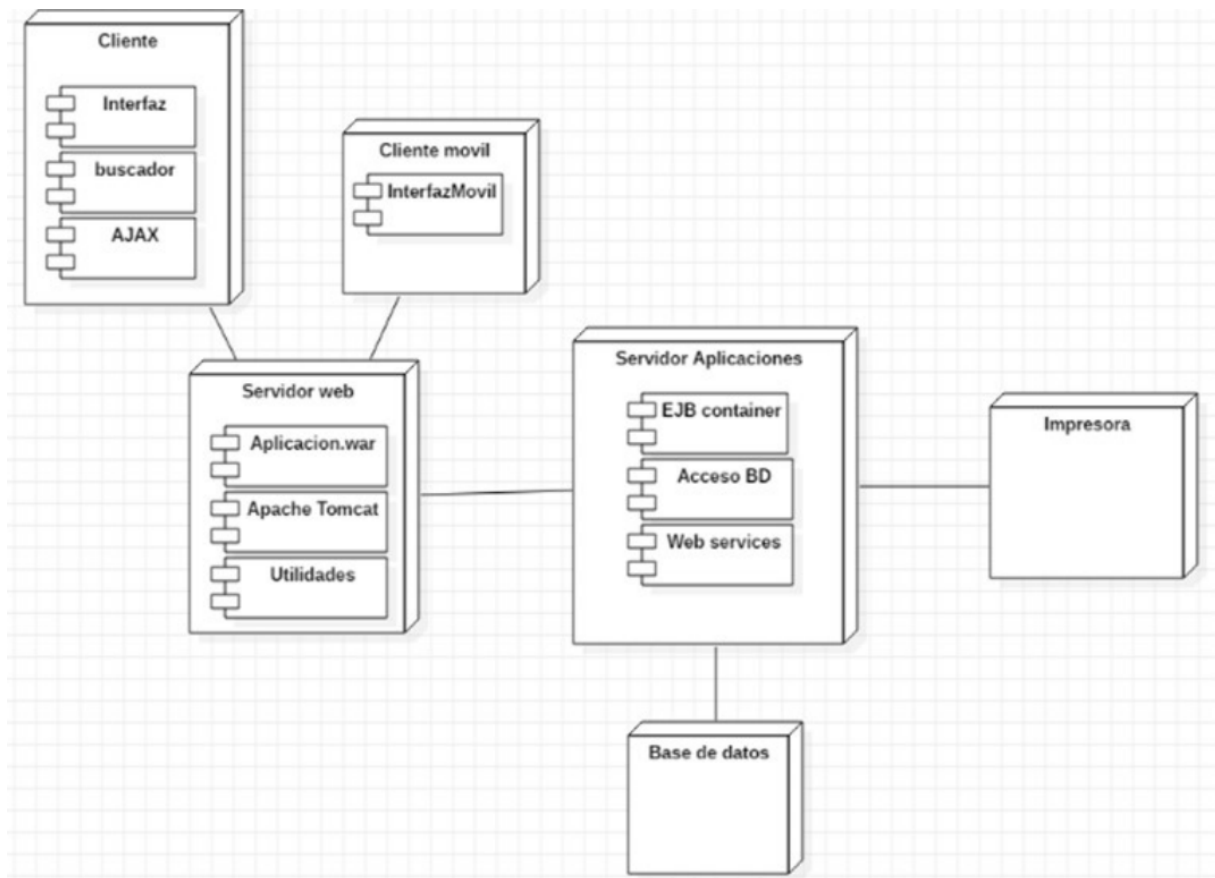 Cliente
Interfaz
buscador
AJAX
Cliente movil
InterfazMovil
Servidor web
Aplicacion.war
Apache Tomcat
Utilidades
Servidor Aplicaciones
EJB container
Acceso BD
Web services
Impresora
Base de datos